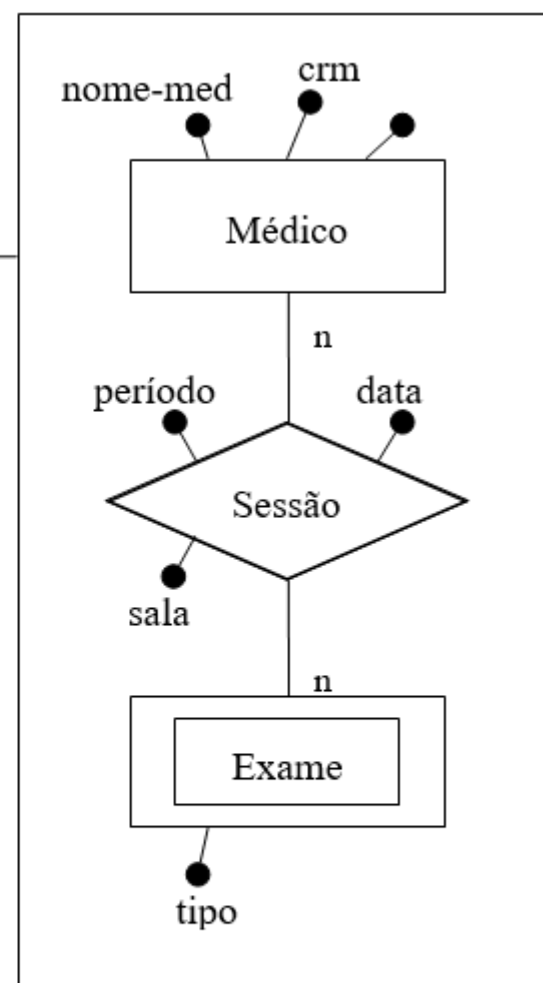 crm
nome-med
Médico
n
período
data
Sessão
sala
n
Exame
tipo